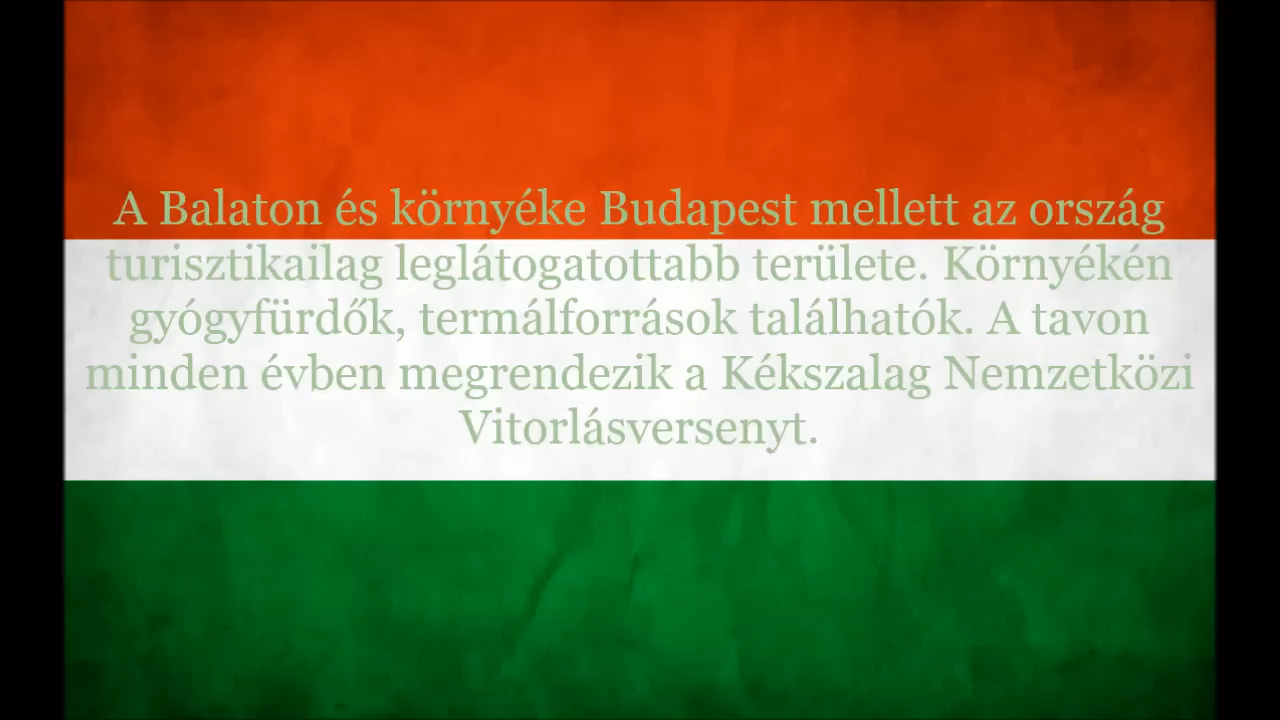 A Balaton és környéke Budapest mellett az ország
turisztikailag leglátogatottabb területe. Környékén
gyógyfürdők, termálforrások találhatók. A tavon
minden évben megrendezik a Kékszalag Nemzetközi
Vitorlásversenyt.